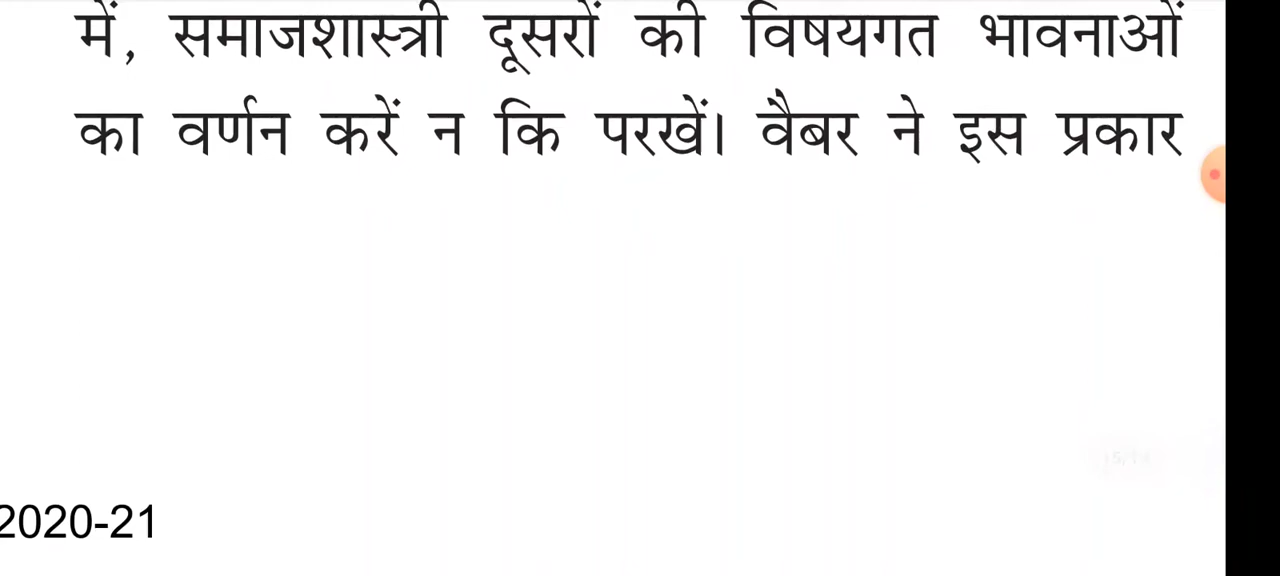 में, समाजशास्त्री दूसरों की विषयगत भावनाओं
का वर्णन करें न कि परखें। वैबर ने इस प्रकार
2020-21